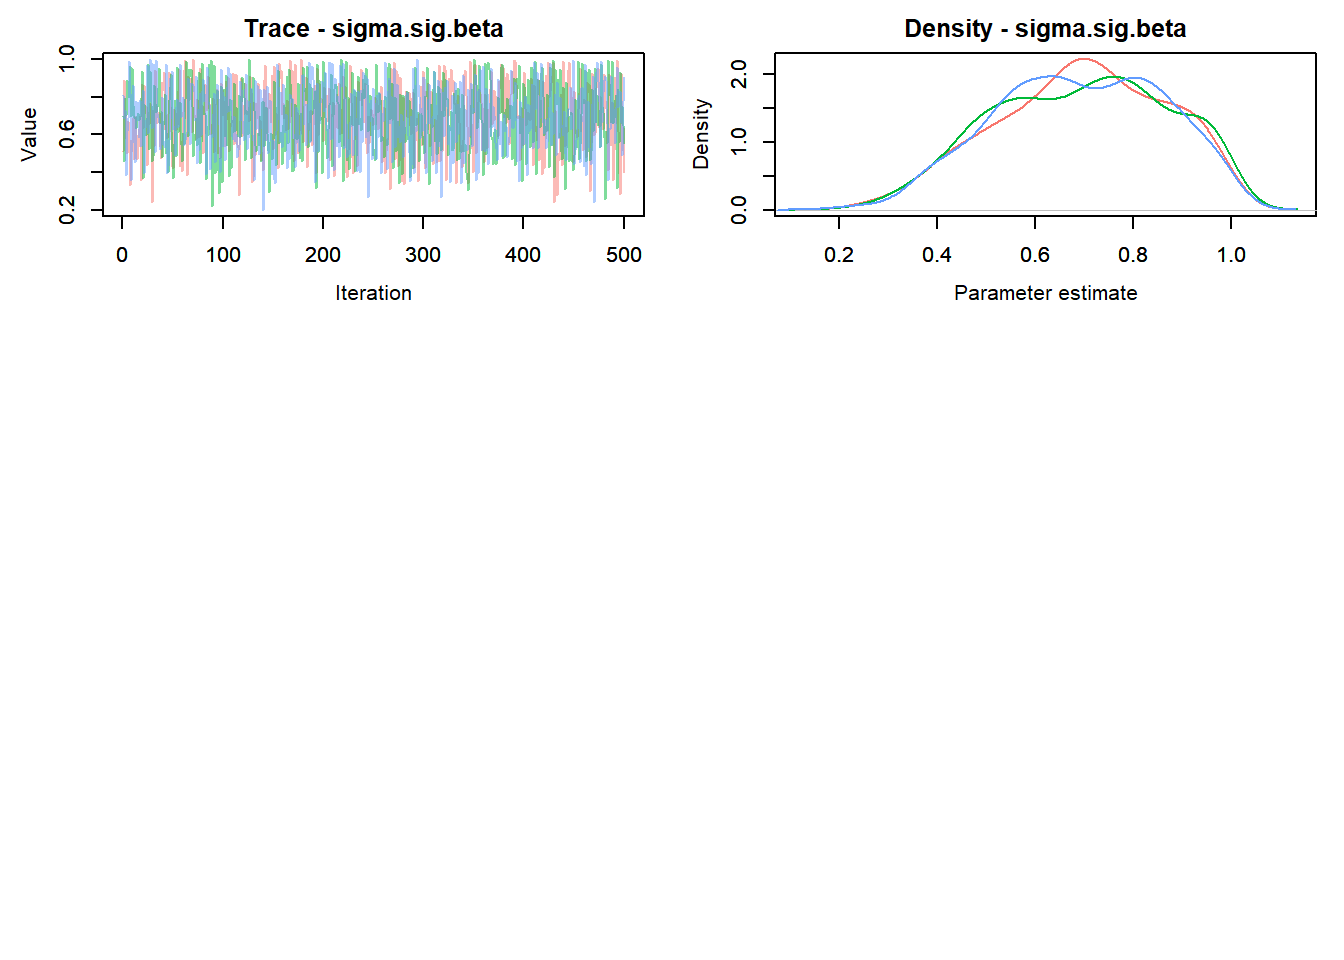 Trace - sigma.sig.beta
Value
0.2 0.6 1.0
0 100 200 300 400 500
Iteration
Density - sigma.sig.beta
Density
0.0 1.0 2.0
0.2 0.4 0.6 0.8 1.0
Parameter estimate